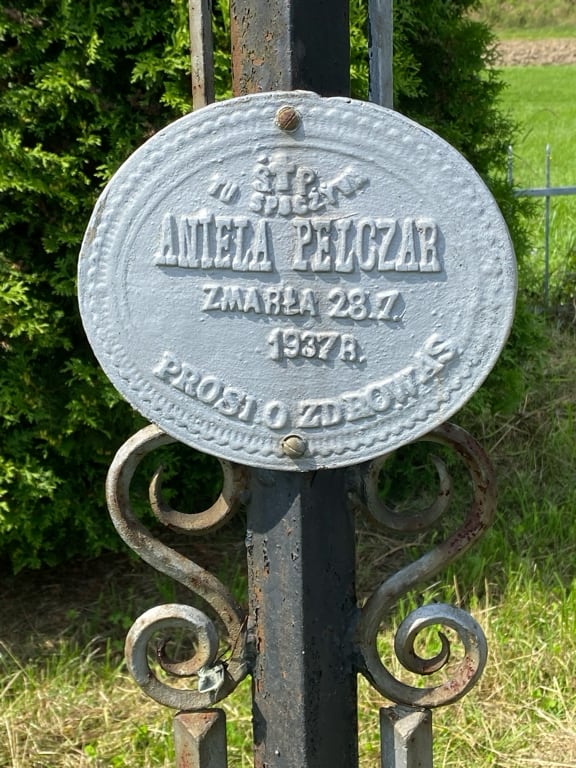 Ś.T.P.
TU SPOCZYWA
ANIELA PELCZAR
ZMARŁA 28.7.
1937 R.
PROSI O ZDROWAŚ